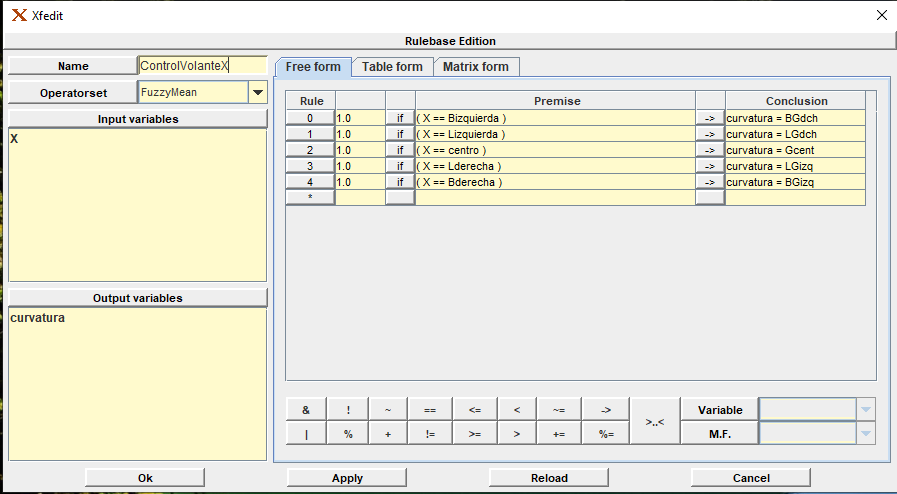 Xfedit
Rulebase Edition
Name ControlVolanteX
Operatorset FuzzyMean
Input variables
X
Output variables
curvatura
Free form Table form Matrix form
Rule Premise Conclusion
0 1.0 if ( X == Bizquierda ) -> curvatura = BGdch
1 1.0 if ( X == Lizquierda ) -> curvatura = LGdch
2 1.0 if ( X == centro ) -> curvatura = Gcent
3 1.0 if ( X == Lderecha ) -> curvatura = LGizq
4 1.0 if ( X == Bderecha ) -> curvatura = BGizq
*
& ! ~ == <= < ~= -> >..< Variable
| % + != >= > += %= M.F.
Ok Apply Reload Cancel